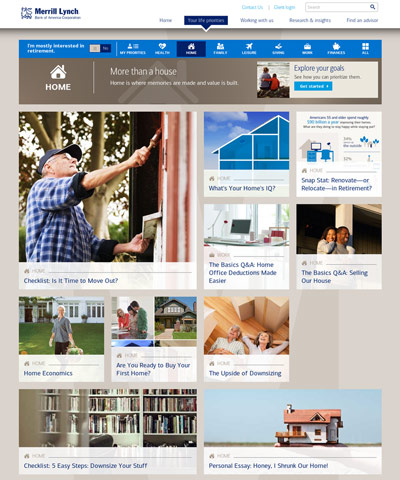 Merrill Lynch
Bank of America Corporation
Contact Us
Client login
Search
Home
Your life priorities
Working with us
Research & insights
Find an advisor
I'm mostly interested in
retirement.
No
MY PRIORITIES
HEALTH
HOME
FAMILY
LEISURE
GIVING
WORK
FINANCES
ALL
HOME
More than a house
Home is where memories are made and value is built.
Explore your goals
See how you can prioritize them.
Get started
HOME
Checklist: Is It Time to Move Out?
HOME
What's Your Home's IQ?
Americans 55 and older spend roughly
$90 billion a year improving their homes.
What are they doing to stay happy while staying put?
HOME
Snap Stat: Renovate—or
Relocate—in Retirement?
WORK
The Basics Q&A: Home
Office Deductions Made
Easier
HOME
The Basics Q&A: Selling
Our House
HOME
Home Economics
HOME
Are You Ready to Buy Your
First Home?
HOME
The Upside of Downsizing
HOME
Checklist: 5 Easy Steps: Downsize Your Stuff
HOME
Personal Essay: Honey, I Shrunk Our Home!